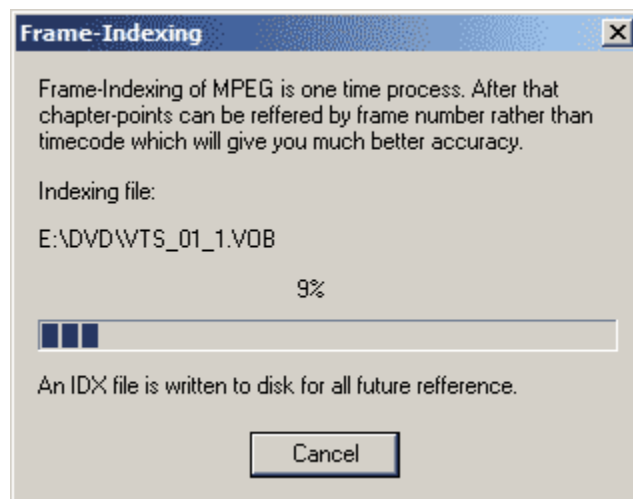 Frame-Indexing
Frame-Indexing of MPEG is one time process. After that
chapter-points can be reffered by frame number rather than
timecode which will give you much better accuracy.
Indexing file:
E:\DVD\VTS_01_1.VOB
9%
An IDX file is written to disk for all future refference.
Cancel